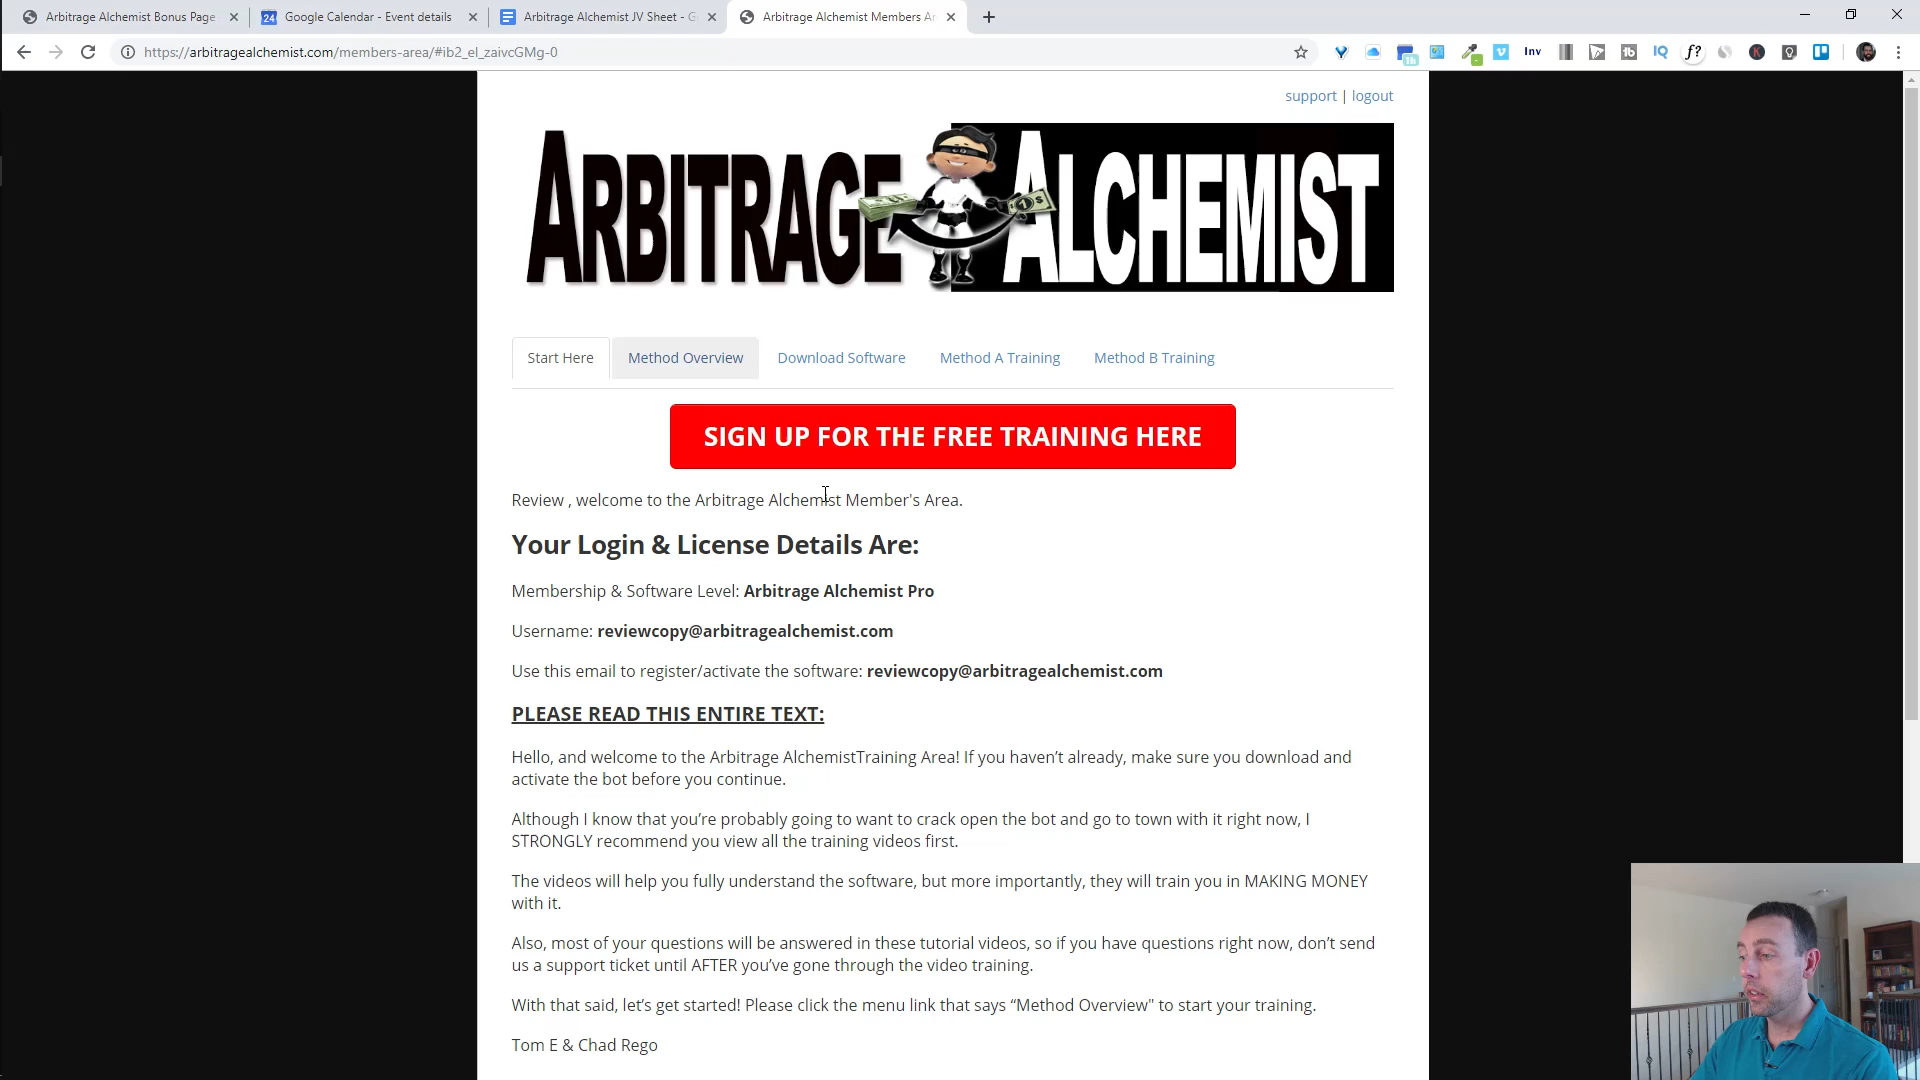 Arbitrage Alchemist Bonus Page
Google Calendar - Event details
Arbitrage Alchemist JV Sheet - G
Arbitrage Alchemist Members Ar
https://arbitragealchemist.com/members-area/#ib2_el_zaivcGMg-0
1h
Inv
IQ
f?
K
support | logout
ARBITRAGE ALCHEMIST
Start Here
Method Overview
Download Software
Method A Training
Method B Training
SIGN UP FOR THE FREE TRAINING HERE
Review , welcome to the Arbitrage Alchemist Member's Area.
Your Login & License Details Are:
Membership & Software Level: Arbitrage Alchemist Pro
Username: reviewcopy@arbitragealchemist.com
Use this email to register/activate the software: reviewcopy@arbitragealchemist.com
PLEASE READ THIS ENTIRE TEXT:
Hello, and welcome to the Arbitrage AlchemistTraining Area! If you haven’t already, make sure you download and
activate the bot before you continue.
Although I know that you’re probably going to want to crack open the bot and go to town with it right now, I
STRONGLY recommend you view all the training videos first.
The videos will help you fully understand the software, but more importantly, they will train you in MAKING MONEY
with it.
Also, most of your questions will be answered in these tutorial videos, so if you have questions right now, don’t send
us a support ticket until AFTER you’ve gone through the video training.
With that said, let’s get started! Please click the menu link that says “Method Overview" to start your training.
Tom E & Chad Rego